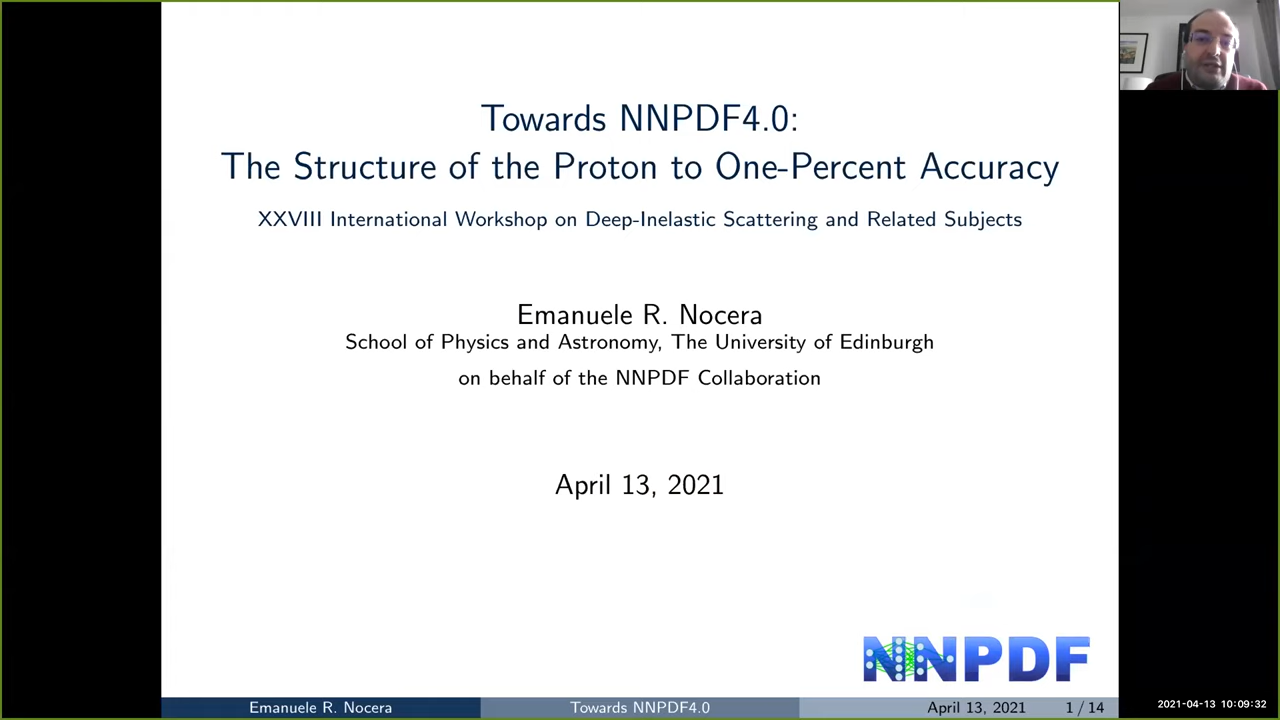 Towards NNPDF4.0:
The Structure of the Proton to One-Percent Accuracy
XXVIII International Workshop on Deep-Inelastic Scattering and Related Subjects
Emanuele R. Nocera
School of Physics and Astronomy, The University of Edinburgh
on behalf of the NNPDF Collaboration
April 13, 2021
NNPDF
Emanuele R. Nocera
Towards NNPDF4.0
April 13, 2021
1 / 14
2021-04-13 10:09:32